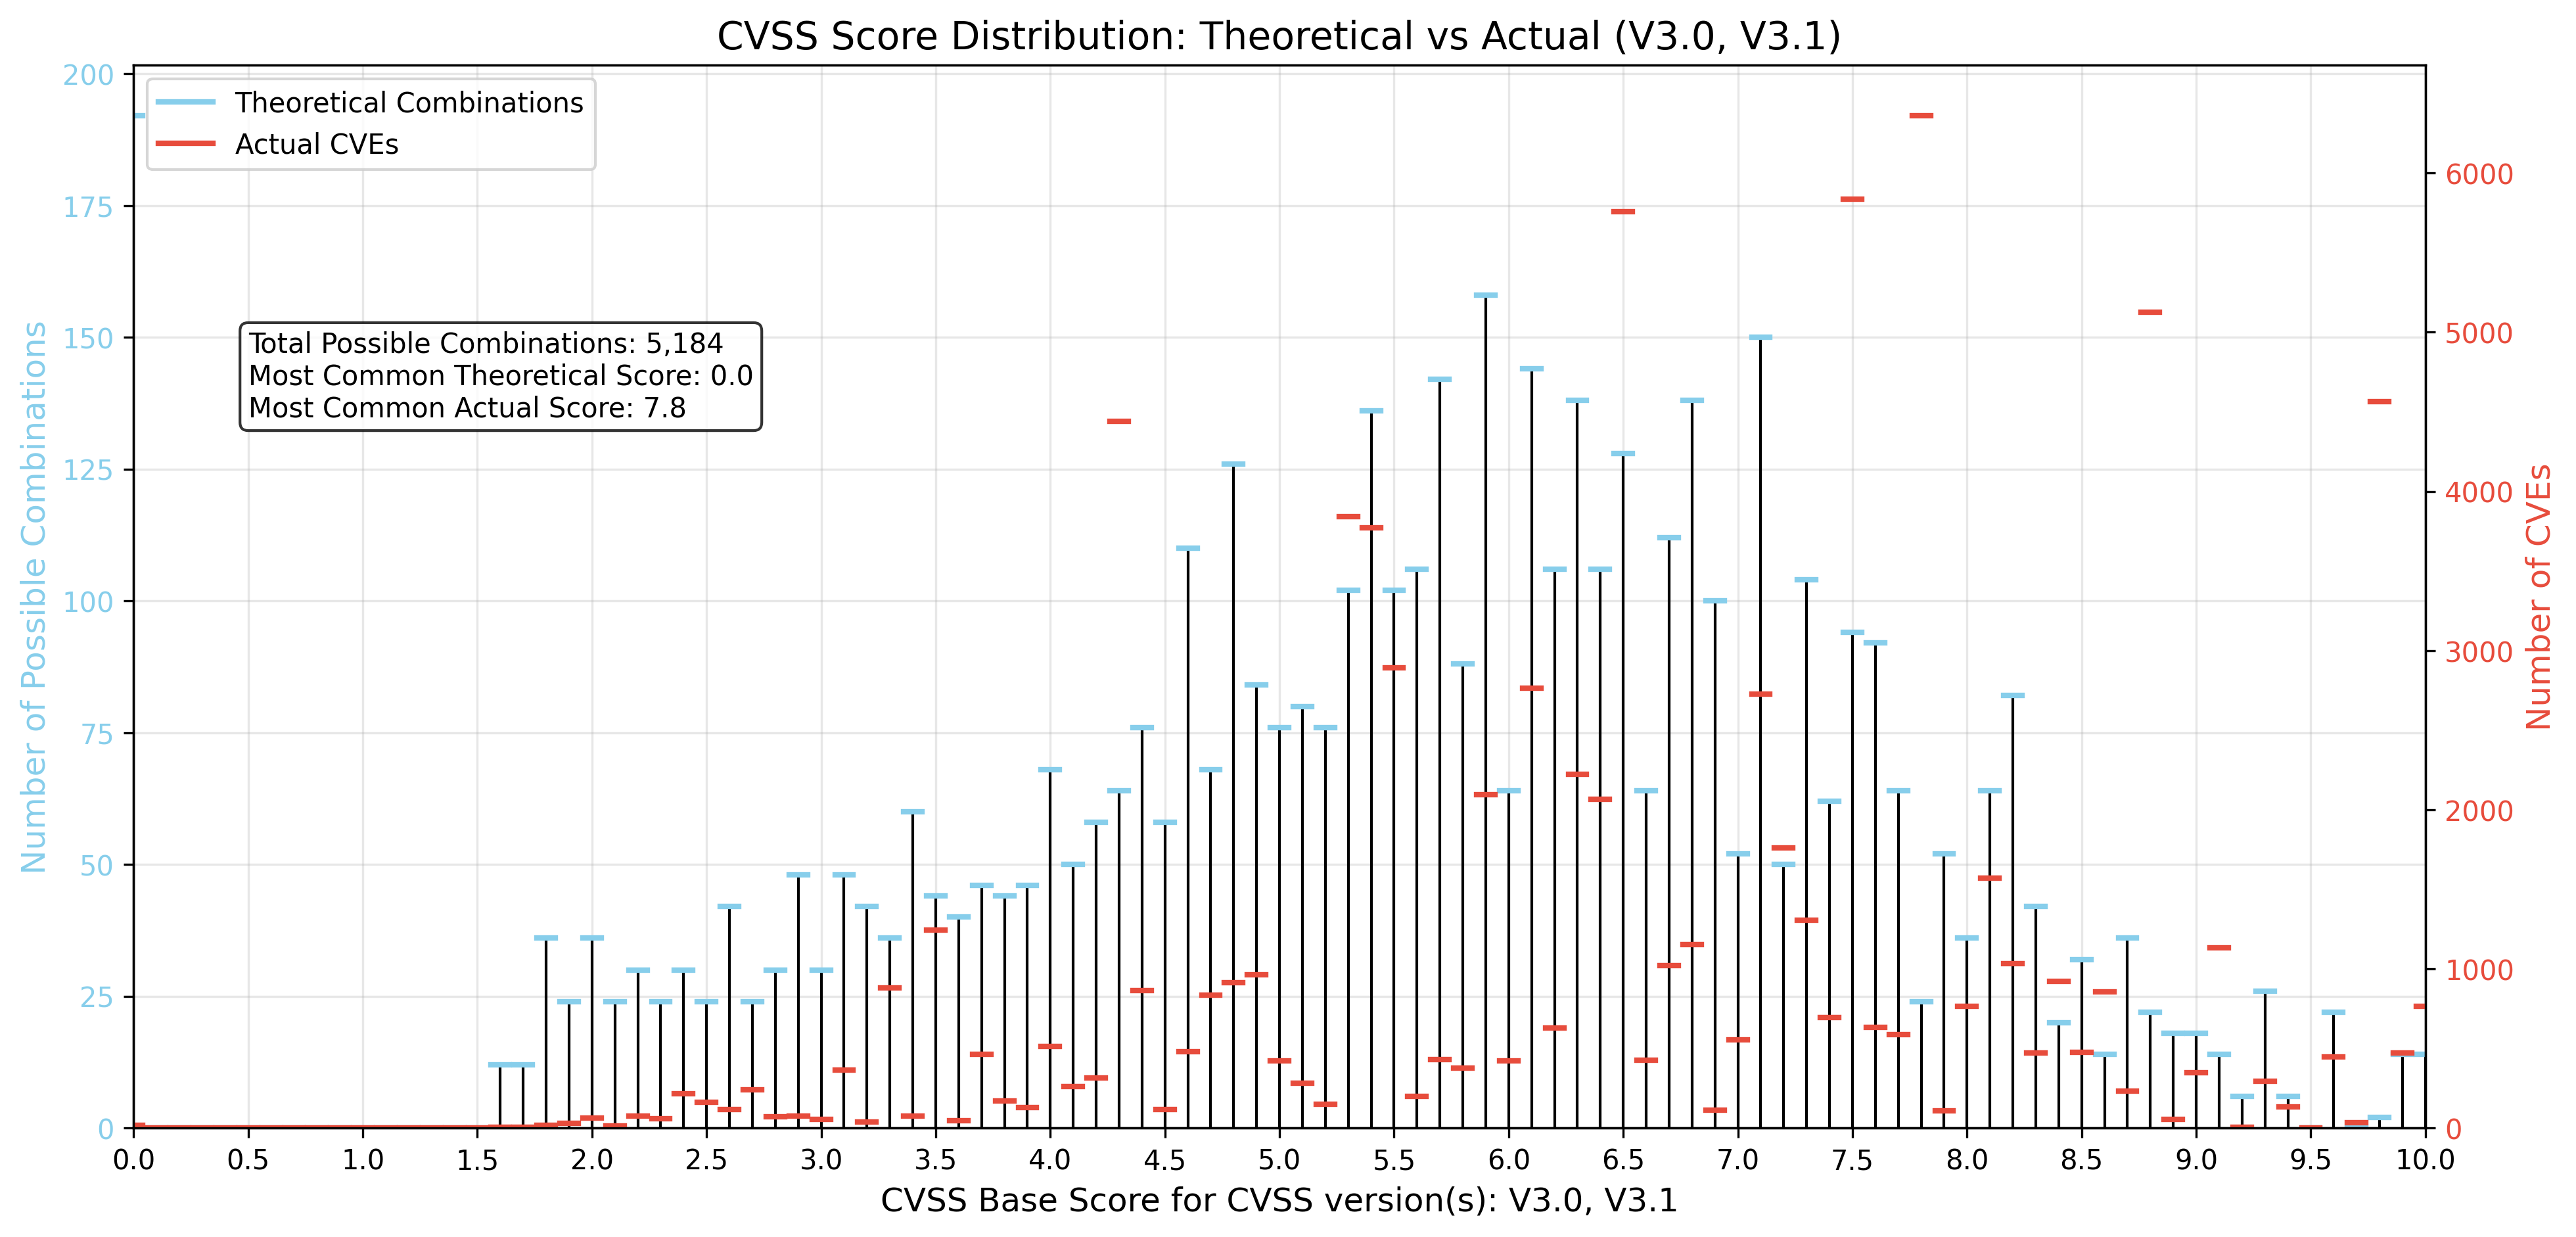 CVSS Score Distribution: Theoretical vs Actual (V3.0, V3.1)
Theoretical Combinations
Actual CVEs
Total Possible Combinations: 5,184
Most Common Theoretical Score: 0.0
Most Common Actual Score: 7.8
Number of Possible Combinations
200
175
150
125
100
75
50
25
0
6000
5000
4000
3000
2000
1000
0
Number of CVEs
0.0 0.5 1.0 1.5 2.0 2.5 3.0 3.5 4.0 4.5 5.0 5.5 6.0 6.5 7.0 7.5 8.0 8.5 9.0 9.5 10.0
CVSS Base Score for CVSS version(s): V3.0, V3.1